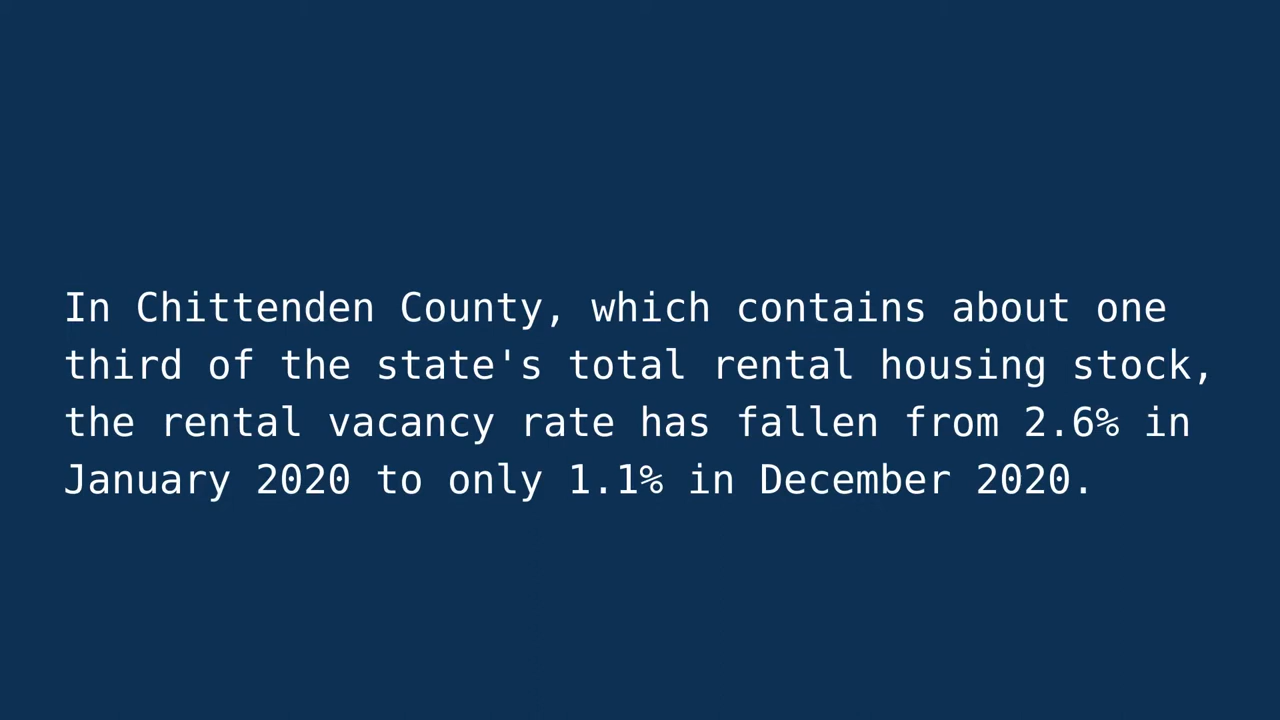 In Chittenden County, which contains about one
third of the state's total rental housing stock,
the rental vacancy rate has fallen from 2.6% in
January 2020 to only 1.1% in December 2020.